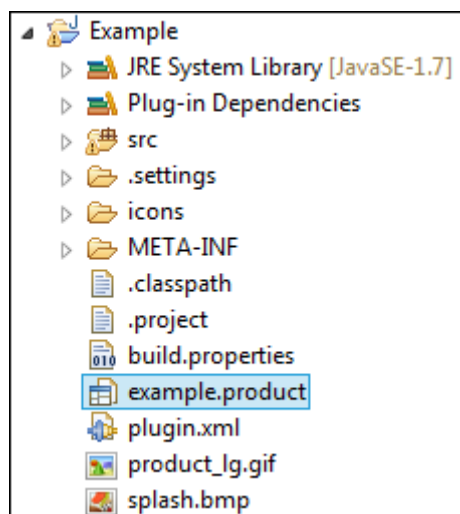 Example
JRE System Library [JavaSE-1.7]
Plug-in Dependencies
src
.settings
icons
META-INF
.classpath
.project
build.properties
example.product
plugin.xml
product_lg.gif
splash.bmp